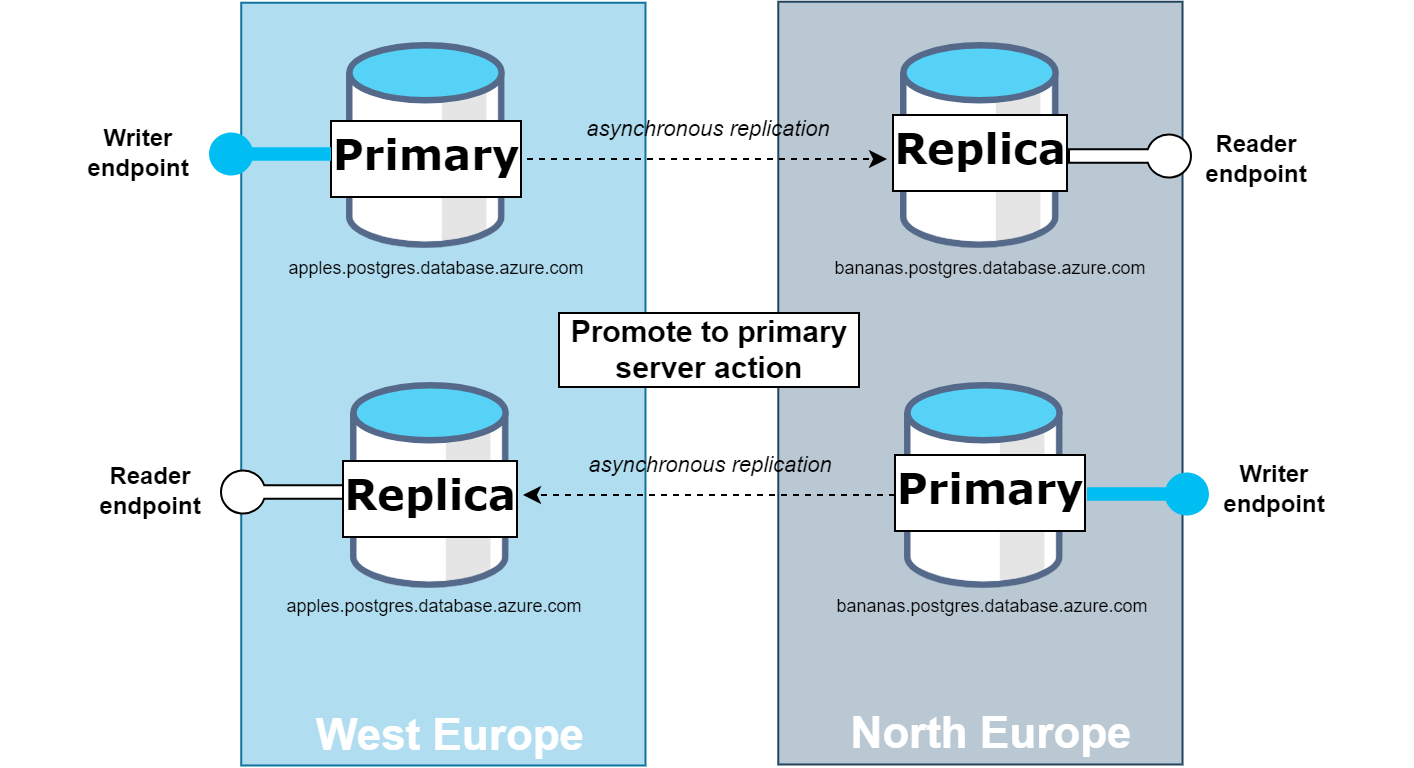 Writer
endpoint
Primary
asynchronous replication
Replica
Reader
endpoint
apples.postgres.database.azure.com
bananas.postgres.database.azure.com
Promote to primary
server action
Reader
endpoint
Replica
asynchronous replication
Primary
Writer
endpoint
apples.postgres.database.azure.com
bananas.postgres.database.azure.com
West Europe
North Europe